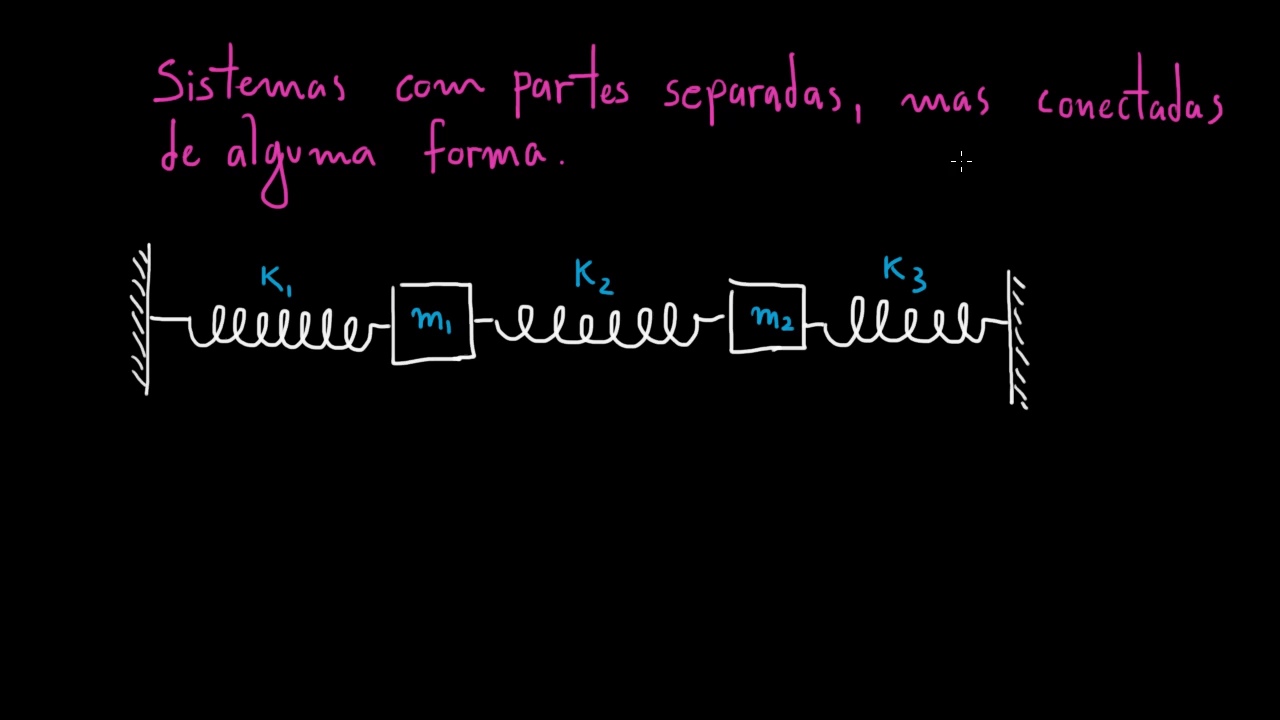 Sistemas com partes separadas, mas conectadas
de alguma forma.
K1 K2 K3
m1 m2